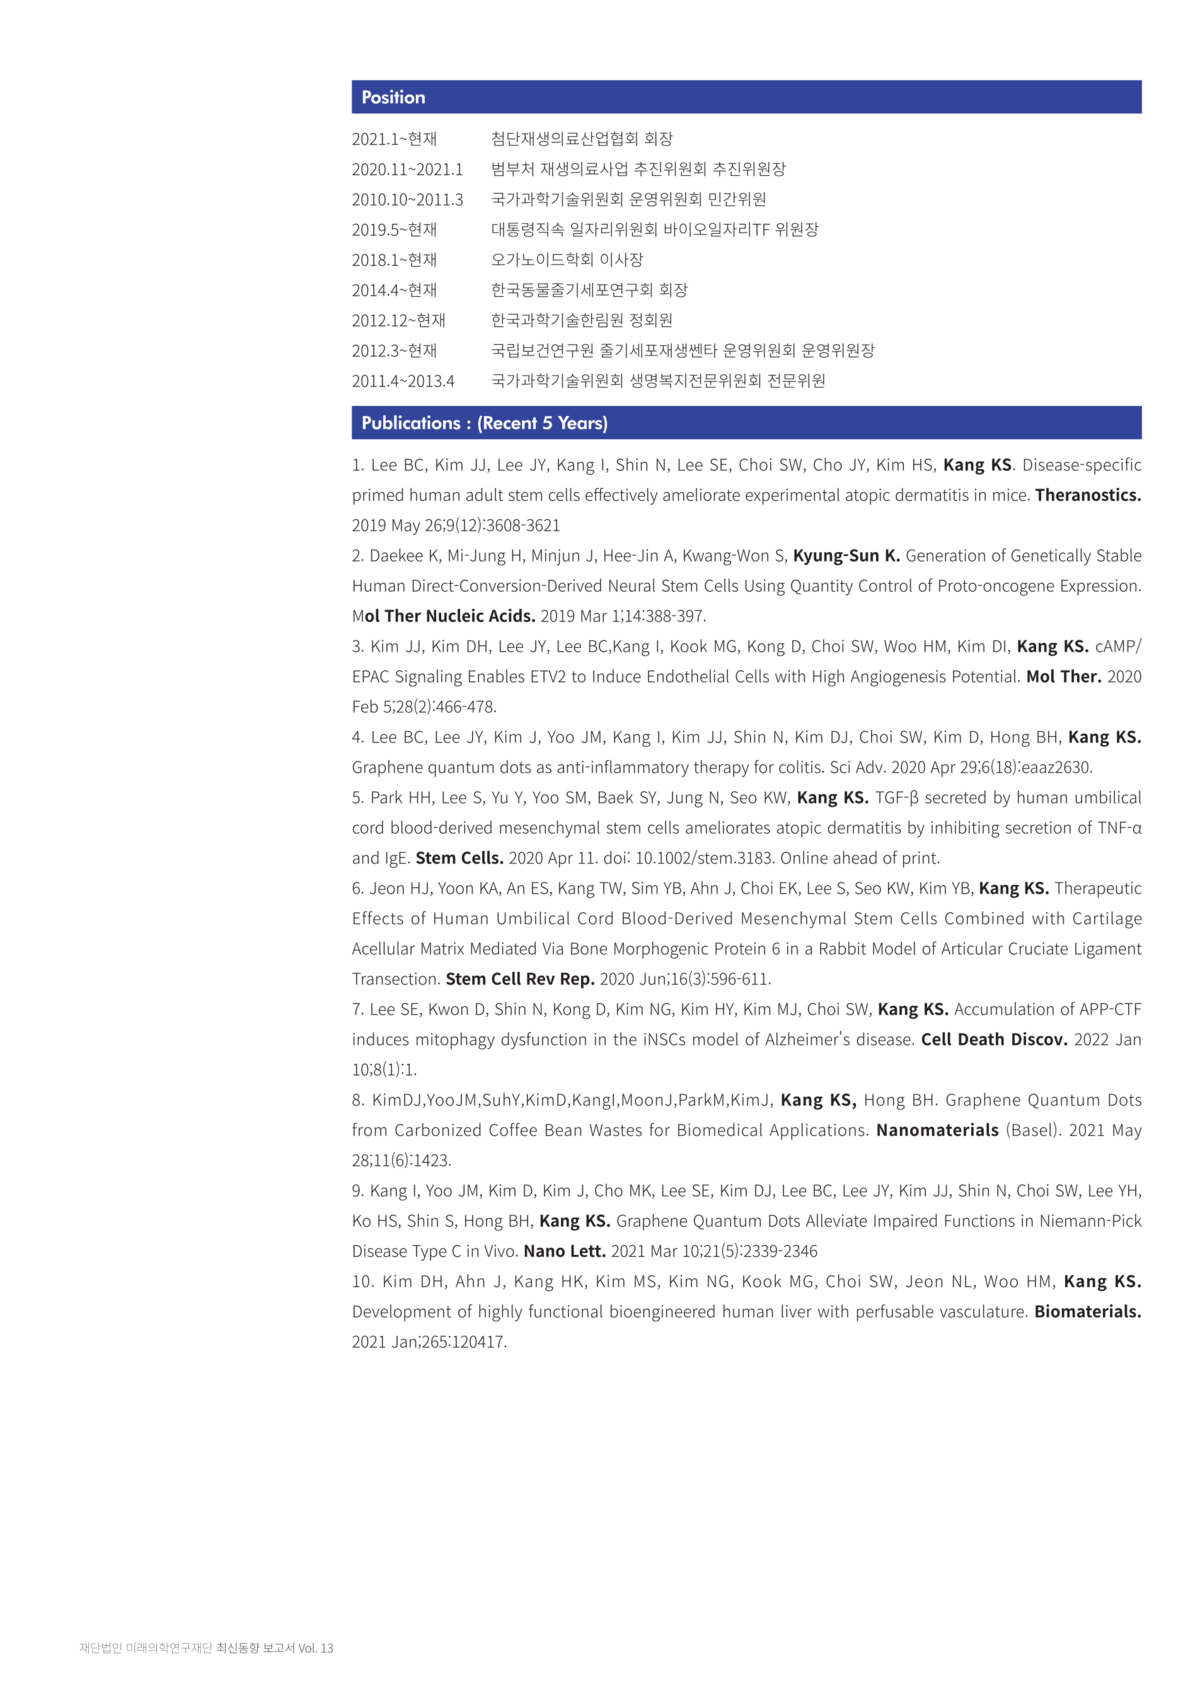 Position
2021.1~현재 첨단재생의료산업협회 회장
2020.11~2021.1 범부처 재생의료사업 추진위원회 추진위원장
2010.10~2011.3 국가과학기술위원회 운영위원회 민간위원
2019.5~현재 대통령직속 일자리위원회 바이오일자리TF 위원장
2018.1~현재 오가노이드학회 이사장
2014.4~현재 한국동물줄기세포연구회 회장
2012.12~현재 한국과학기술한림원 정회원
2012.3~현재 국립보건연구원 줄기세포재생쎈타 운영위원회 운영위원장
2011.4~2013.4 국가과학기술위원회 생명복지전문위원회 전문위원
Publications : (Recent 5 Years)
1. Lee BC, Kim JJ, Lee JY, Kang I, Shin N, Lee SE, Choi SW, Cho JY, Kim HS, Kang KS. Disease-specific
primed human adult stem cells effectively ameliorate experimental atopic dermatitis in mice. Theranostics.
2019 May 26;9(12):3608-3621
2. Daekee K, Mi-Jung H, Minjun J, Hee-Jin A, Kwang-Won S, Kyung-Sun K. Generation of Genetically Stable
Human Direct-Conversion-Derived Neural Stem Cells Using Quantity Control of Proto-oncogene Expression.
Mol Ther Nucleic Acids. 2019 Mar 1;14:388-397.
3. Kim JJ, Kim DH, Lee JY, Lee BC,Kang I, Kook MG, Kong D, Choi SW, Woo HM, Kim DI, Kang KS. cAMP/
EPAC Signaling Enables ETV2 to Induce Endothelial Cells with High Angiogenesis Potential. Mol Ther. 2020
Feb 5;28(2):466-478.
4. Lee BC, Lee JY, Kim J, Yoo JM, Kang I, Kim JJ, Shin N, Kim DJ, Choi SW, Kim D, Hong BH, Kang KS.
Graphene quantum dots as anti-inflammatory therapy for colitis. Sci Adv. 2020 Apr 29;6(18):eaaz2630.
5. Park HH, Lee S, Yu Y, Yoo SM, Baek SY, Jung N, Seo KW, Kang KS. TGF-β secreted by human umbilical
cord blood-derived mesenchymal stem cells ameliorates atopic dermatitis by inhibiting secretion of TNF-α
and IgE. Stem Cells. 2020 Apr 11. doi: 10.1002/stem.3183. Online ahead of print.
6. Jeon HJ, Yoon KA, An ES, Kang TW, Sim YB, Ahn J, Choi EK, Lee S, Seo KW, Kim YB, Kang KS. Therapeutic
Effects of Human Umbilical Cord Blood-Derived Mesenchymal Stem Cells Combined with Cartilage
Acellular Matrix Mediated Via Bone Morphogenic Protein 6 in a Rabbit Model of Articular Cruciate Ligament
Transection. Stem Cell Rev Rep. 2020 Jun;16(3):596-611.
7. Lee SE, Kwon D, Shin N, Kong D, Kim NG, Kim HY, Kim MJ, Choi SW, Kang KS. Accumulation of APP-CTF
induces mitophagy dysfunction in the iNSCs model of Alzheimer's disease. Cell Death Discov. 2022 Jan
10;8(1):1.
8. KimDJ,YooJM,SuhY,KimD,KangI,MoonJ,ParkM,KimJ, Kang KS, Hong BH. Graphene Quantum Dots
from Carbonized Coffee Bean Wastes for Biomedical Applications. Nanomaterials (Basel). 2021 May
28;11(6):1423.
9. Kang I, Yoo JM, Kim D, Kim J, Cho MK, Lee SE, Kim DJ, Lee BC, Lee JY, Kim JJ, Shin N, Choi SW, Lee YH,
Ko HS, Shin S, Hong BH, Kang KS. Graphene Quantum Dots Alleviate Impaired Functions in Niemann-Pick
Disease Type C in Vivo. Nano Lett. 2021 Mar 10;21(5):2339-2346
10. Kim DH, Ahn J, Kang HK, Kim MS, Kim NG, Kook MG, Choi SW, Jeon NL, Woo HM, Kang KS.
Development of highly functional bioengineered human liver with perfusable vasculature. Biomaterials.
2021 Jan;265:120417.
재단법인 미래의학연구재단 최신동향 보고서 Vol. 13